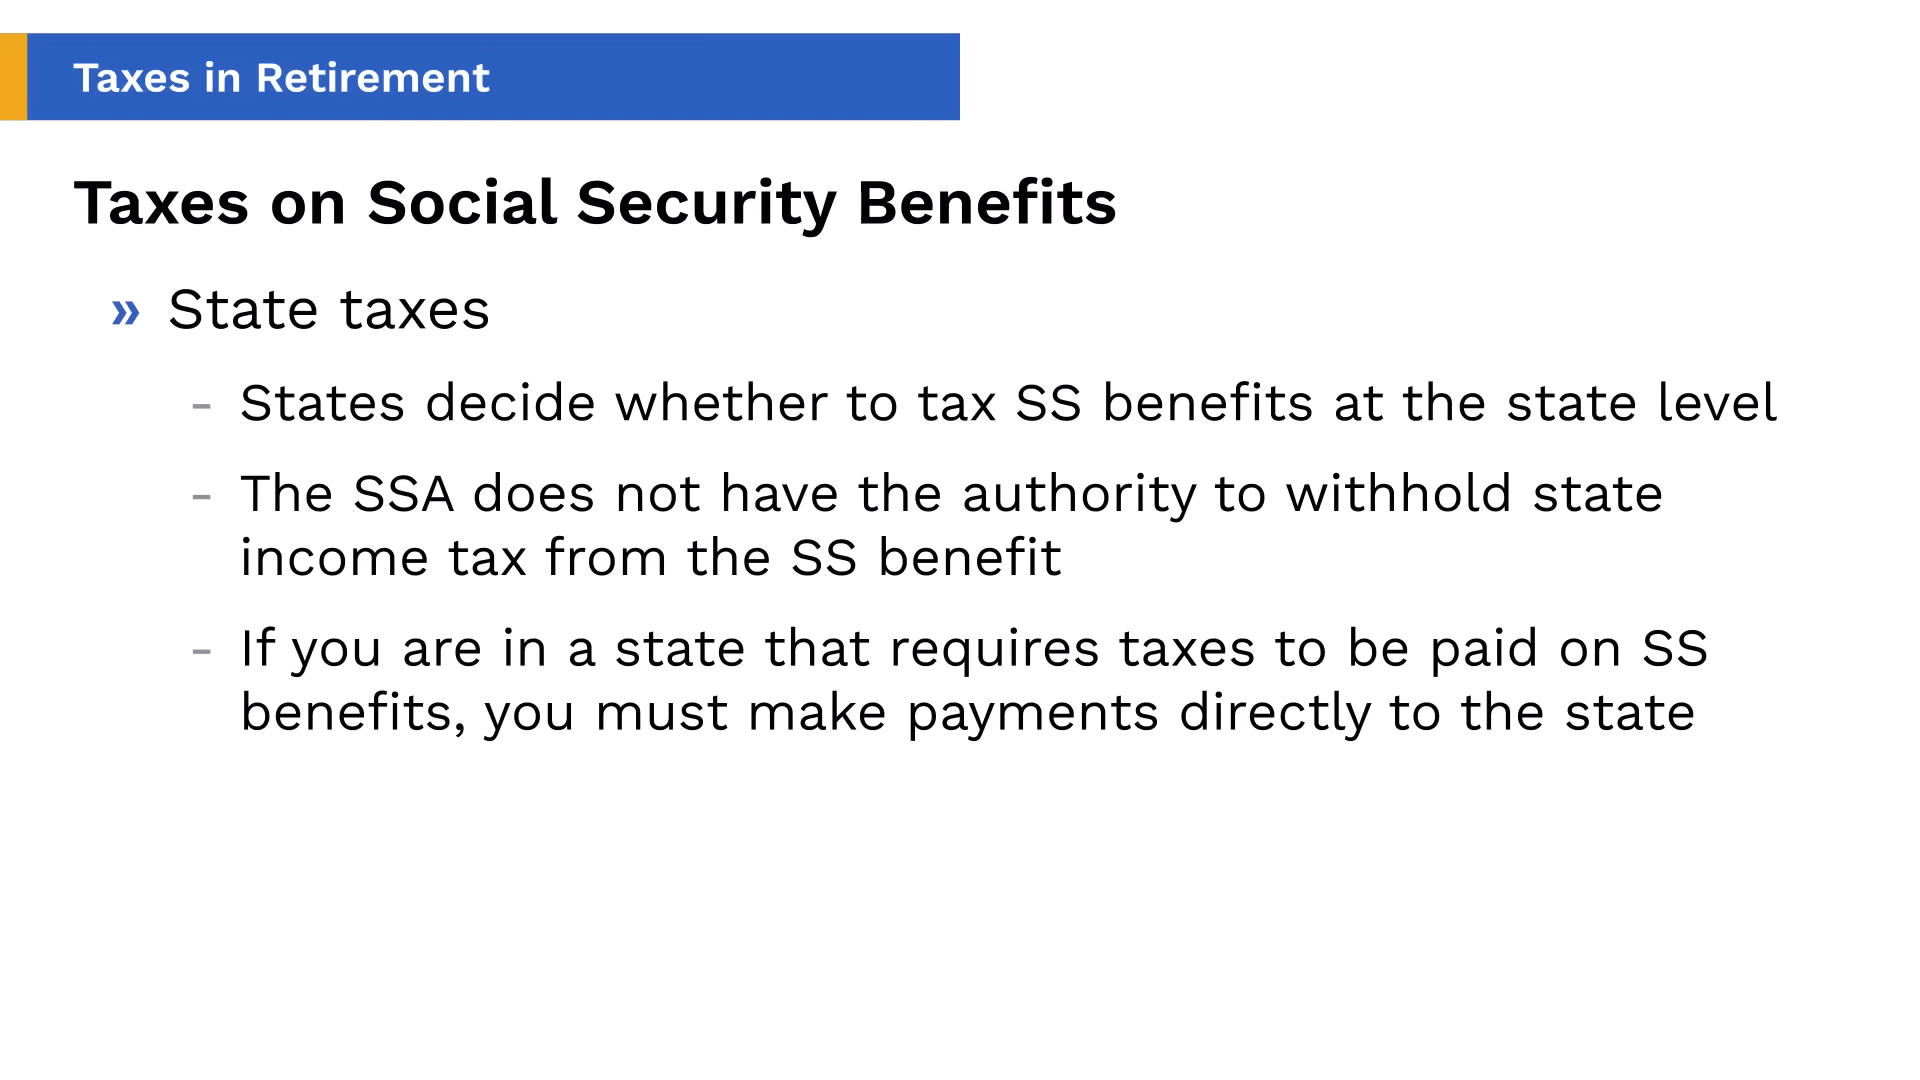 Taxes in Retirement
Taxes on Social Security Benefits
» State taxes
- States decide whether to tax SS benefits at the state level
- The SSA does not have the authority to withhold state
income tax from the SS benefit
- If you are in a state that requires taxes to be paid on SS
benefits, you must make payments directly to the state